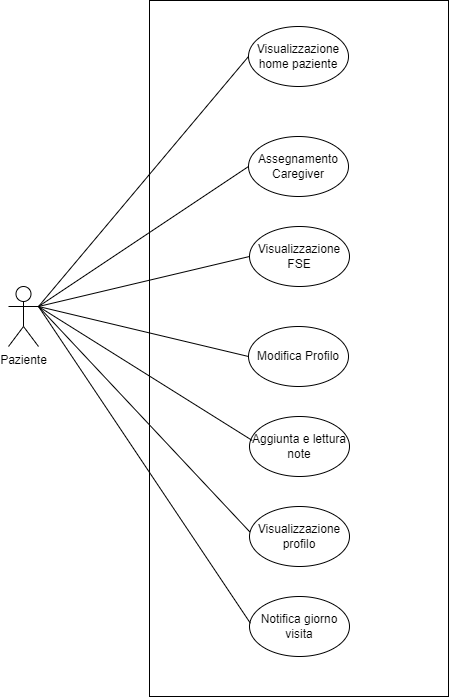 Visualizzazione
home paziente
Assegnamento
Caregiver
Visualizzazione
FSE
Paziente
Modifica Profilo
Aggiunta e lettura
note
Visualizzazione
profilo
Notifica giorno
visita